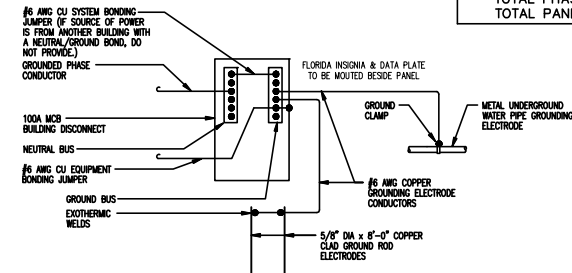 TOTAL PHAS
TOTAL PANE
#6 AWG CU SYSTEM BONDING
JUMPER (IF SOURCE OF POWER
IS FROM ANOTHER BUILDING WITH
A NEUTRAL/GROUND BOND, DO
NOT PROVIDE.)
GROUNDED PHASE
CONDUCTOR
FLORIDA INSIGNIA & DATA PLATE
TO BE MOUTED BESIDE PANEL
100A MCB
BUILDING DISCONNECT
GROUND
CLAMP
METAL UNDERGROUND
WATER PIPE GROUNDING
ELECTRODE
NEUTRAL BUS
#6 AWG CU EQUIPMENT
BONDING JUMPER
GROUND BUS
#6 AWG COPPER
GROUNDING ELECTRODE
CONDUCTORS
EXOTHERMIC
WELDS
5/8" DIA x 8'-0" COPPER
CLAD GROUND ROD
ELECTRODES